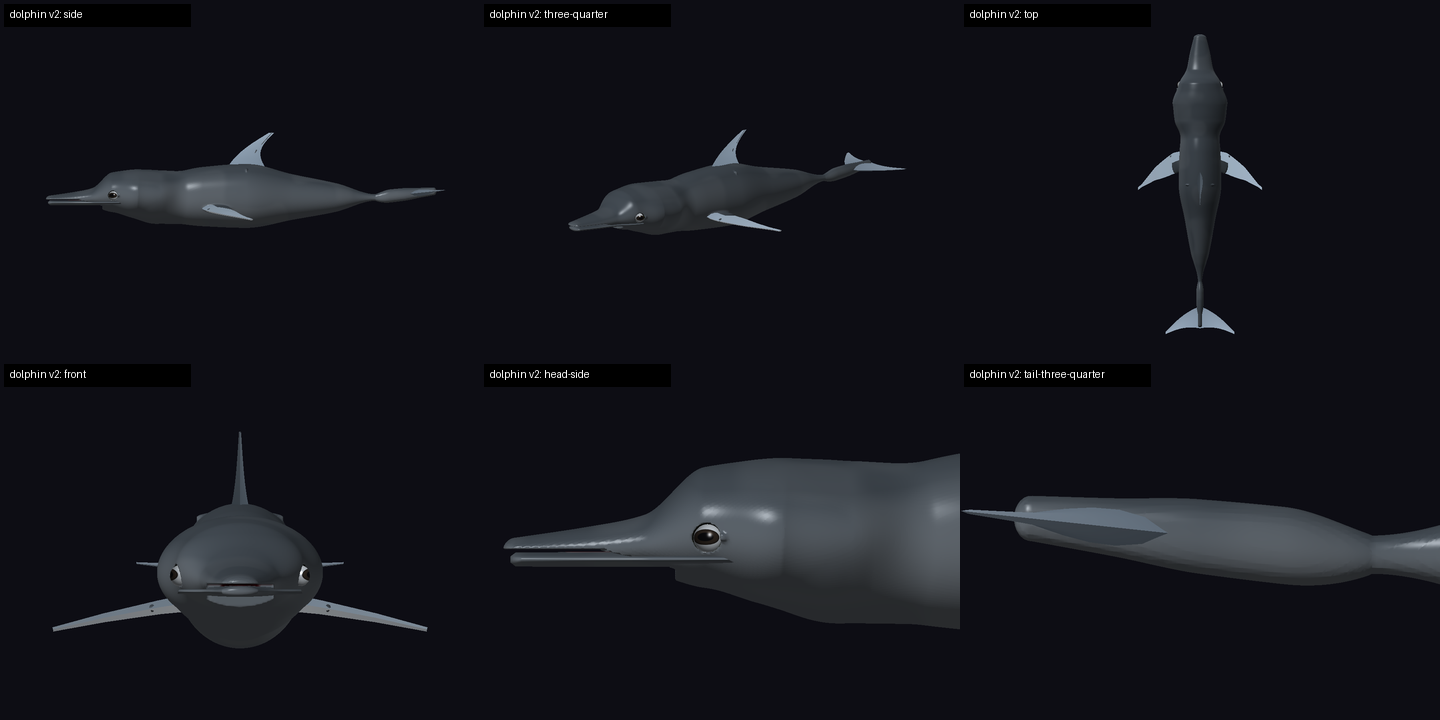 dolphin v2: side
dolphin v2: three-quarter
dolphin v2: top
dolphin v2: front
dolphin v2: head-side
dolphin v2: tail-three-quarter